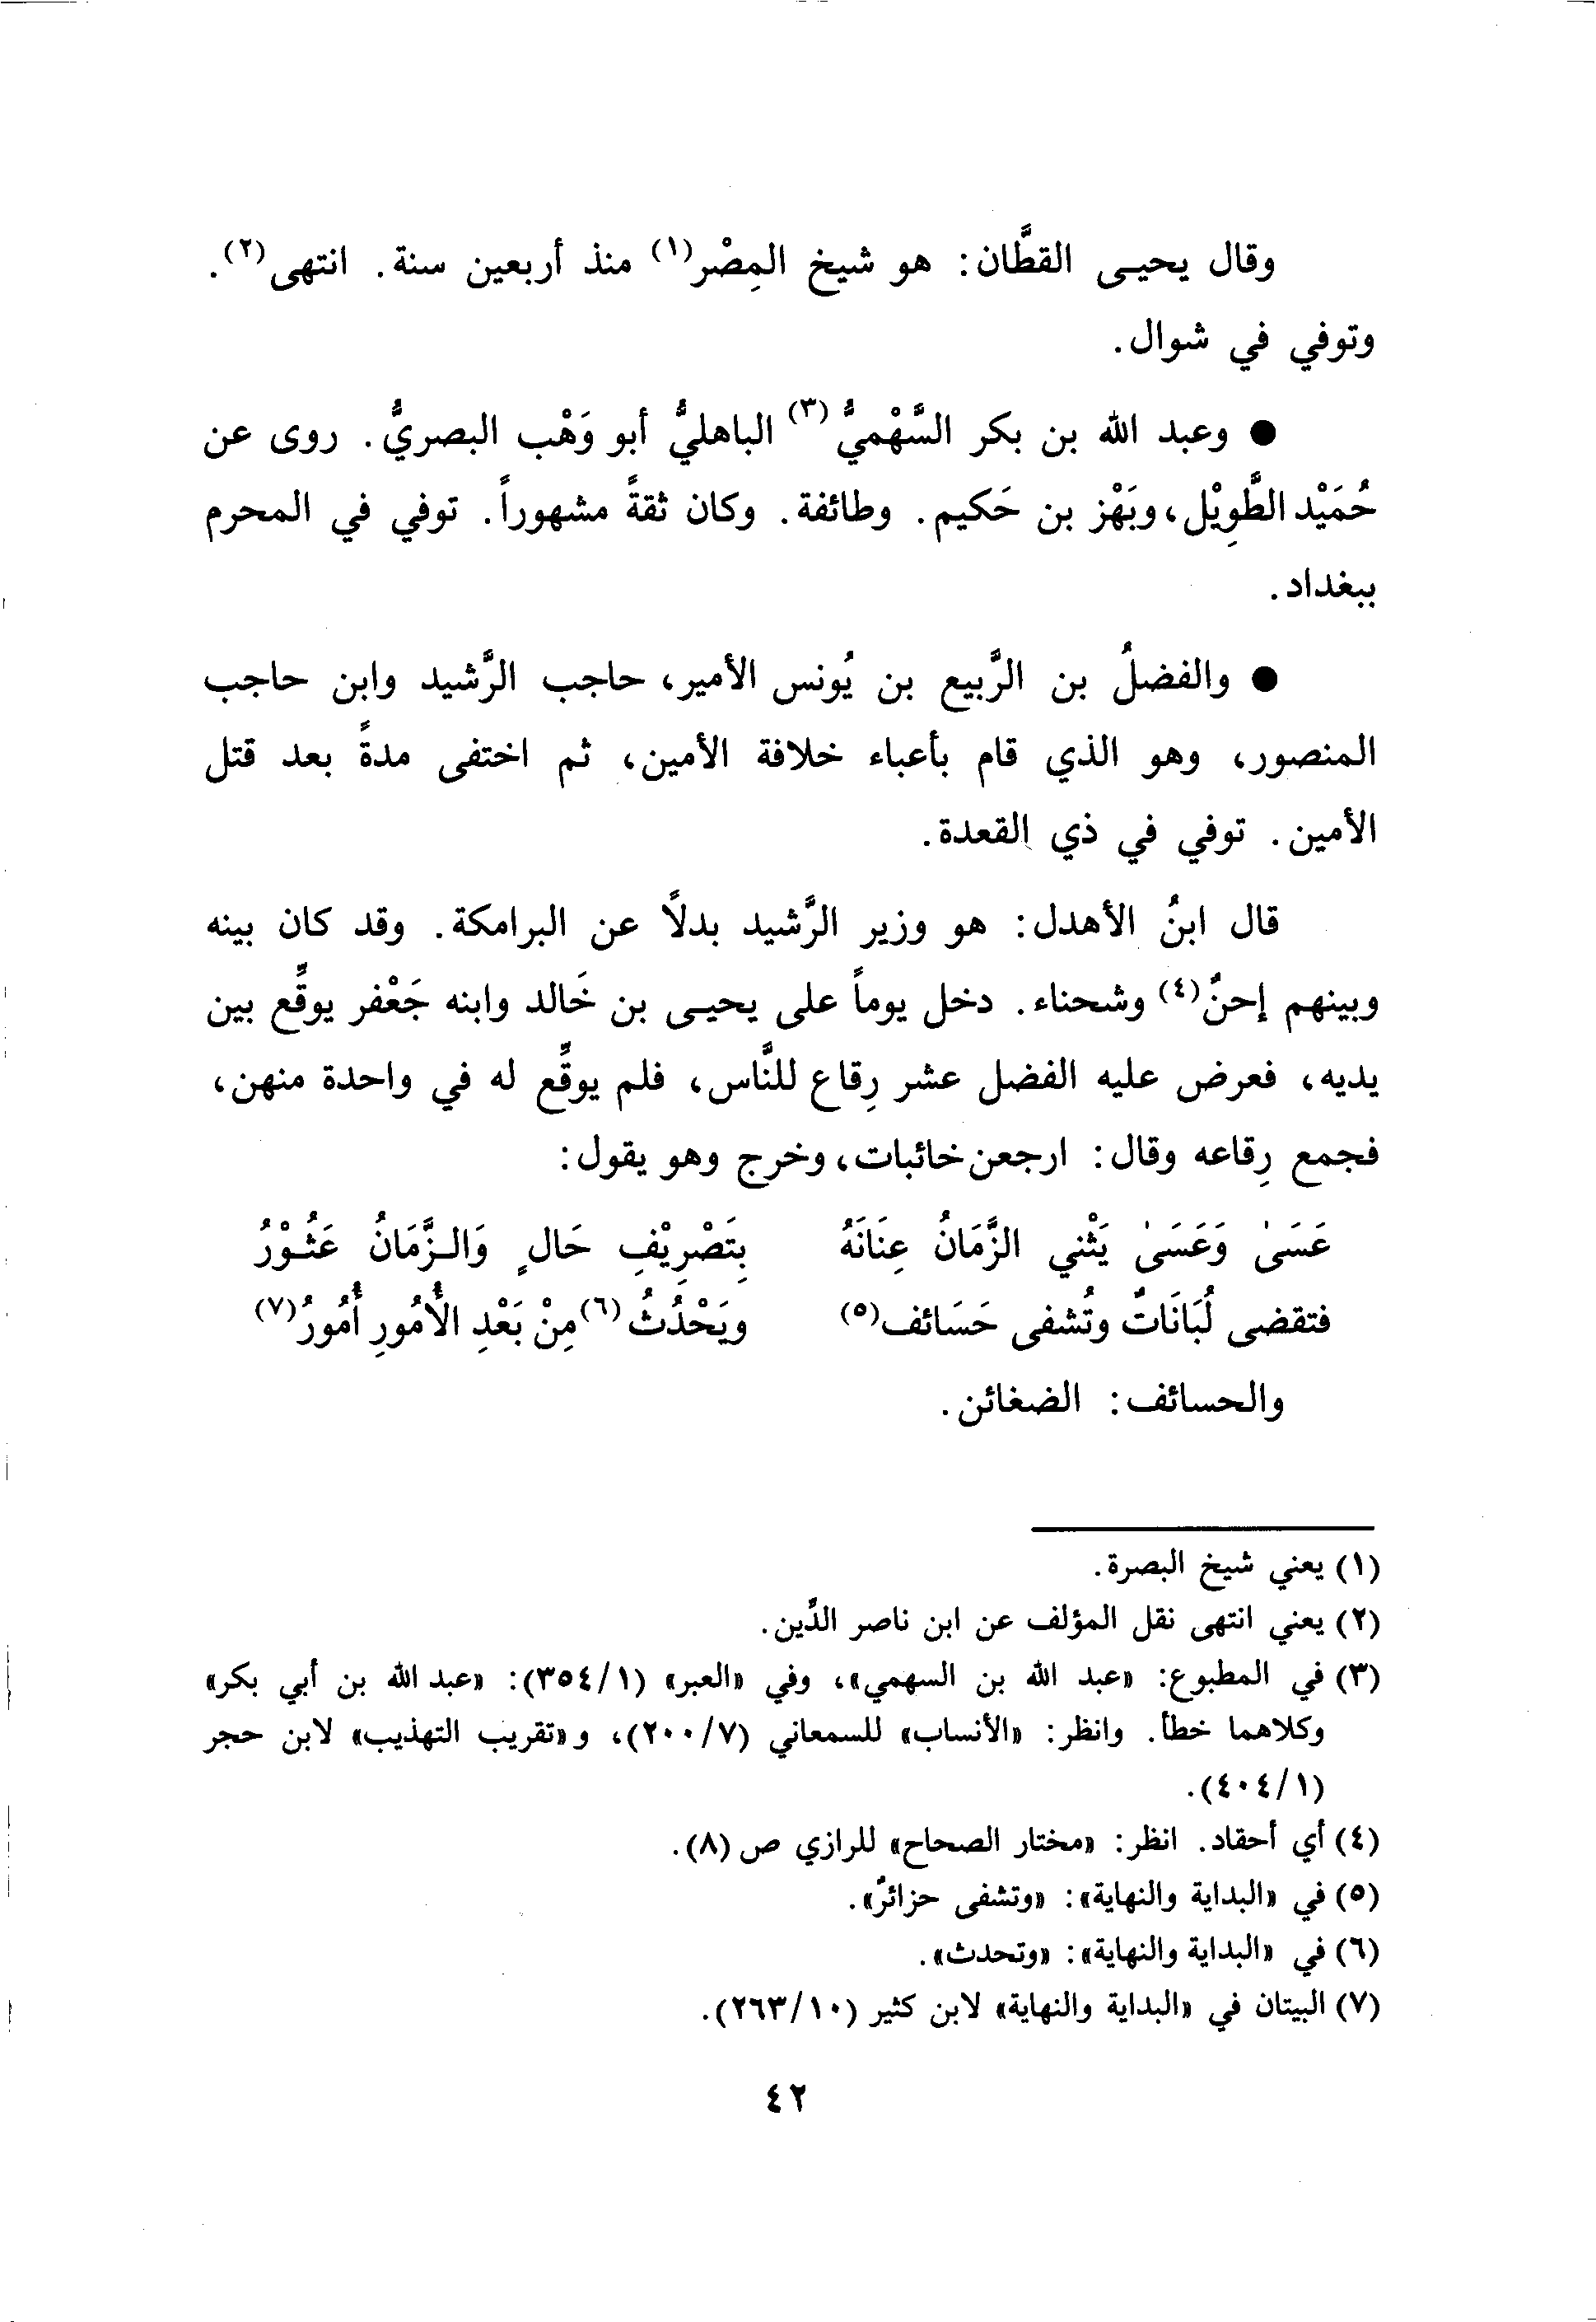 وقال يحيـى القطَّان: هو شيخ المِصْر(١) منذ أربعين سنة. انتهى(٢).
وتوفي في شوال.
● وعبد الله بن بكر السَّهْميُّ(٣) الباهليُّ أبو وَهْب البصريُّ. روى عن
حُمَيْد الطَّوِيْل، وبَهْز بن حَكيم. وطائفة. وكان ثقةً مشهوراً. توفي في المحرم
ببغداد.
● والفضلُ بن الرَّبيع بن يُونس الأمير، حاجب الرَّشيد وابن حاجب
المنصور، وهو الذي قام بأعباء خلافة الأمين، ثم اختفى مدةً بعد قتل
الأمين. توفي في ذي القعدة.
قال ابنُ الأهدل: هو وزير الرَّشيد بدلاً عن البرامكة. وقد كان بينه
وبينهم إحنٌ(٤) وشحناء. دخل يوماً على يحيـى بن خَالد وابنه جَعْفر يوقِّع بين
يديه، فعرض عليه الفضل عشر رِقاع للنَّاس، فلم يوقِّع له في واحدة منهن،
فجمع رِقاعه وقال: ارجعن خائبات، وخرج وهو يقول:
عَسَىٰ وَعَسَىٰ يَثْني الزَّمَانُ عِنَانَهُ بِتَصْرِيْفِ حَالٍ وَالـزَّمَانُ عَثُـوْرُ
فتقضى لُبَانَاتٌ وتُشفى حَسَائف(٥) ويَحْدُثُ(٦) مِنْ بَعْدِ الأُمُورِ أُمُورُ(٧)
والحسائف: الضغائن.
(١) يعني شيخ البصرة.
(٢) يعني انتهى نقل المؤلف عن ابن ناصر الدِّين.
(٣) في المطبوع: «عبد الله بن السهمي»، وفي «العبر» (٣٥٤/١): «عبد الله بن أبي بكر»
وكلاهما خطأ. وانظر: «الأنساب» للسمعاني (٢٠٠/٧)، و«تقريب التهذيب» لابن حجر
(٤٠٤/١).
(٤) أي أحقاد. انظر: «مختار الصحاح» للرازي ص (٨).
(٥) في «البداية والنهاية»: «وتشفى حزائرٌ».
(٦) في «البداية والنهاية»: «وتحدث».
(٧) البيتان في «البداية والنهاية» لابن كثير (٢٦٣/١٠).
٤٢